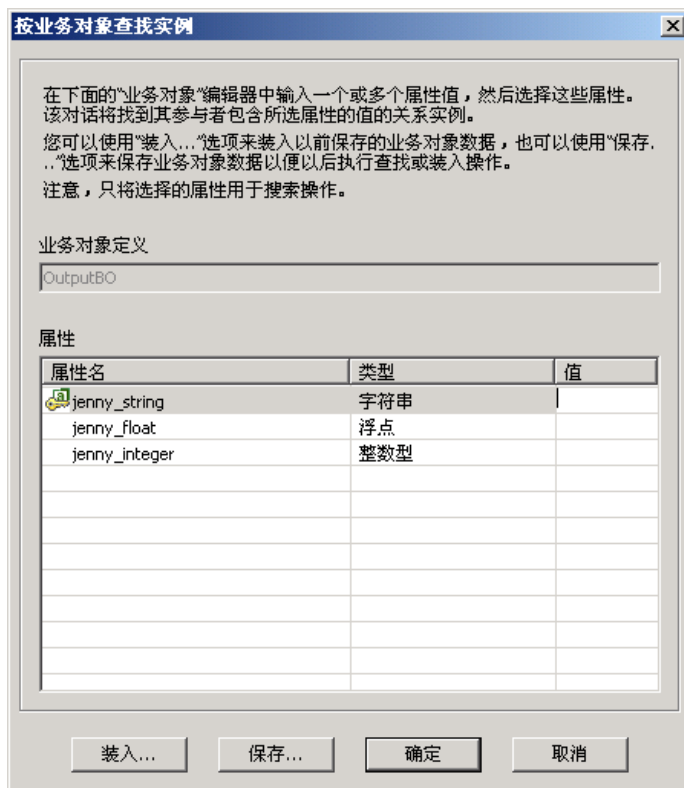 按业务对象查找实例
在下面的“业务对象”编辑器中输入一个或多个属性值，然后选择这些属性。
该对话将找到其参与者包含所选属性的值的关系实例。
您可以使用“装入...”选项来装入以前保存的业务对象数据，也可以使用“保存.
..”选项来保存业务对象数据以便以后执行查找或装入操作。
注意，只将选择的属性用于搜索操作。
业务对象定义
OutputBO
属性
属性名 类型 值
jenny_string 字符串
jenny_float 浮点
jenny_integer 整数型
装入... 保存... 确定 取消